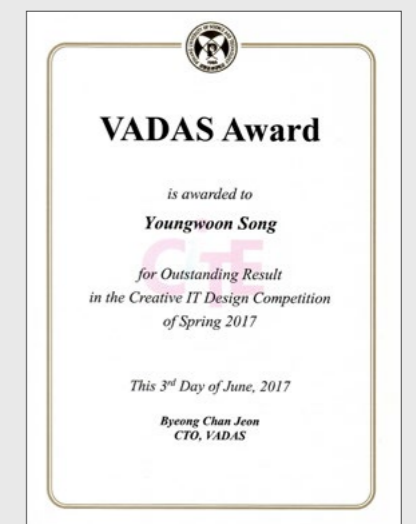 VADAS Award
is awarded to
Youngwoon Song
for Outstanding Result
in the Creative IT Design Competition
of Spring 2017
This 3rd Day of June, 2017
Byeong Chan Jeon
CTO, VADAS
CiTE